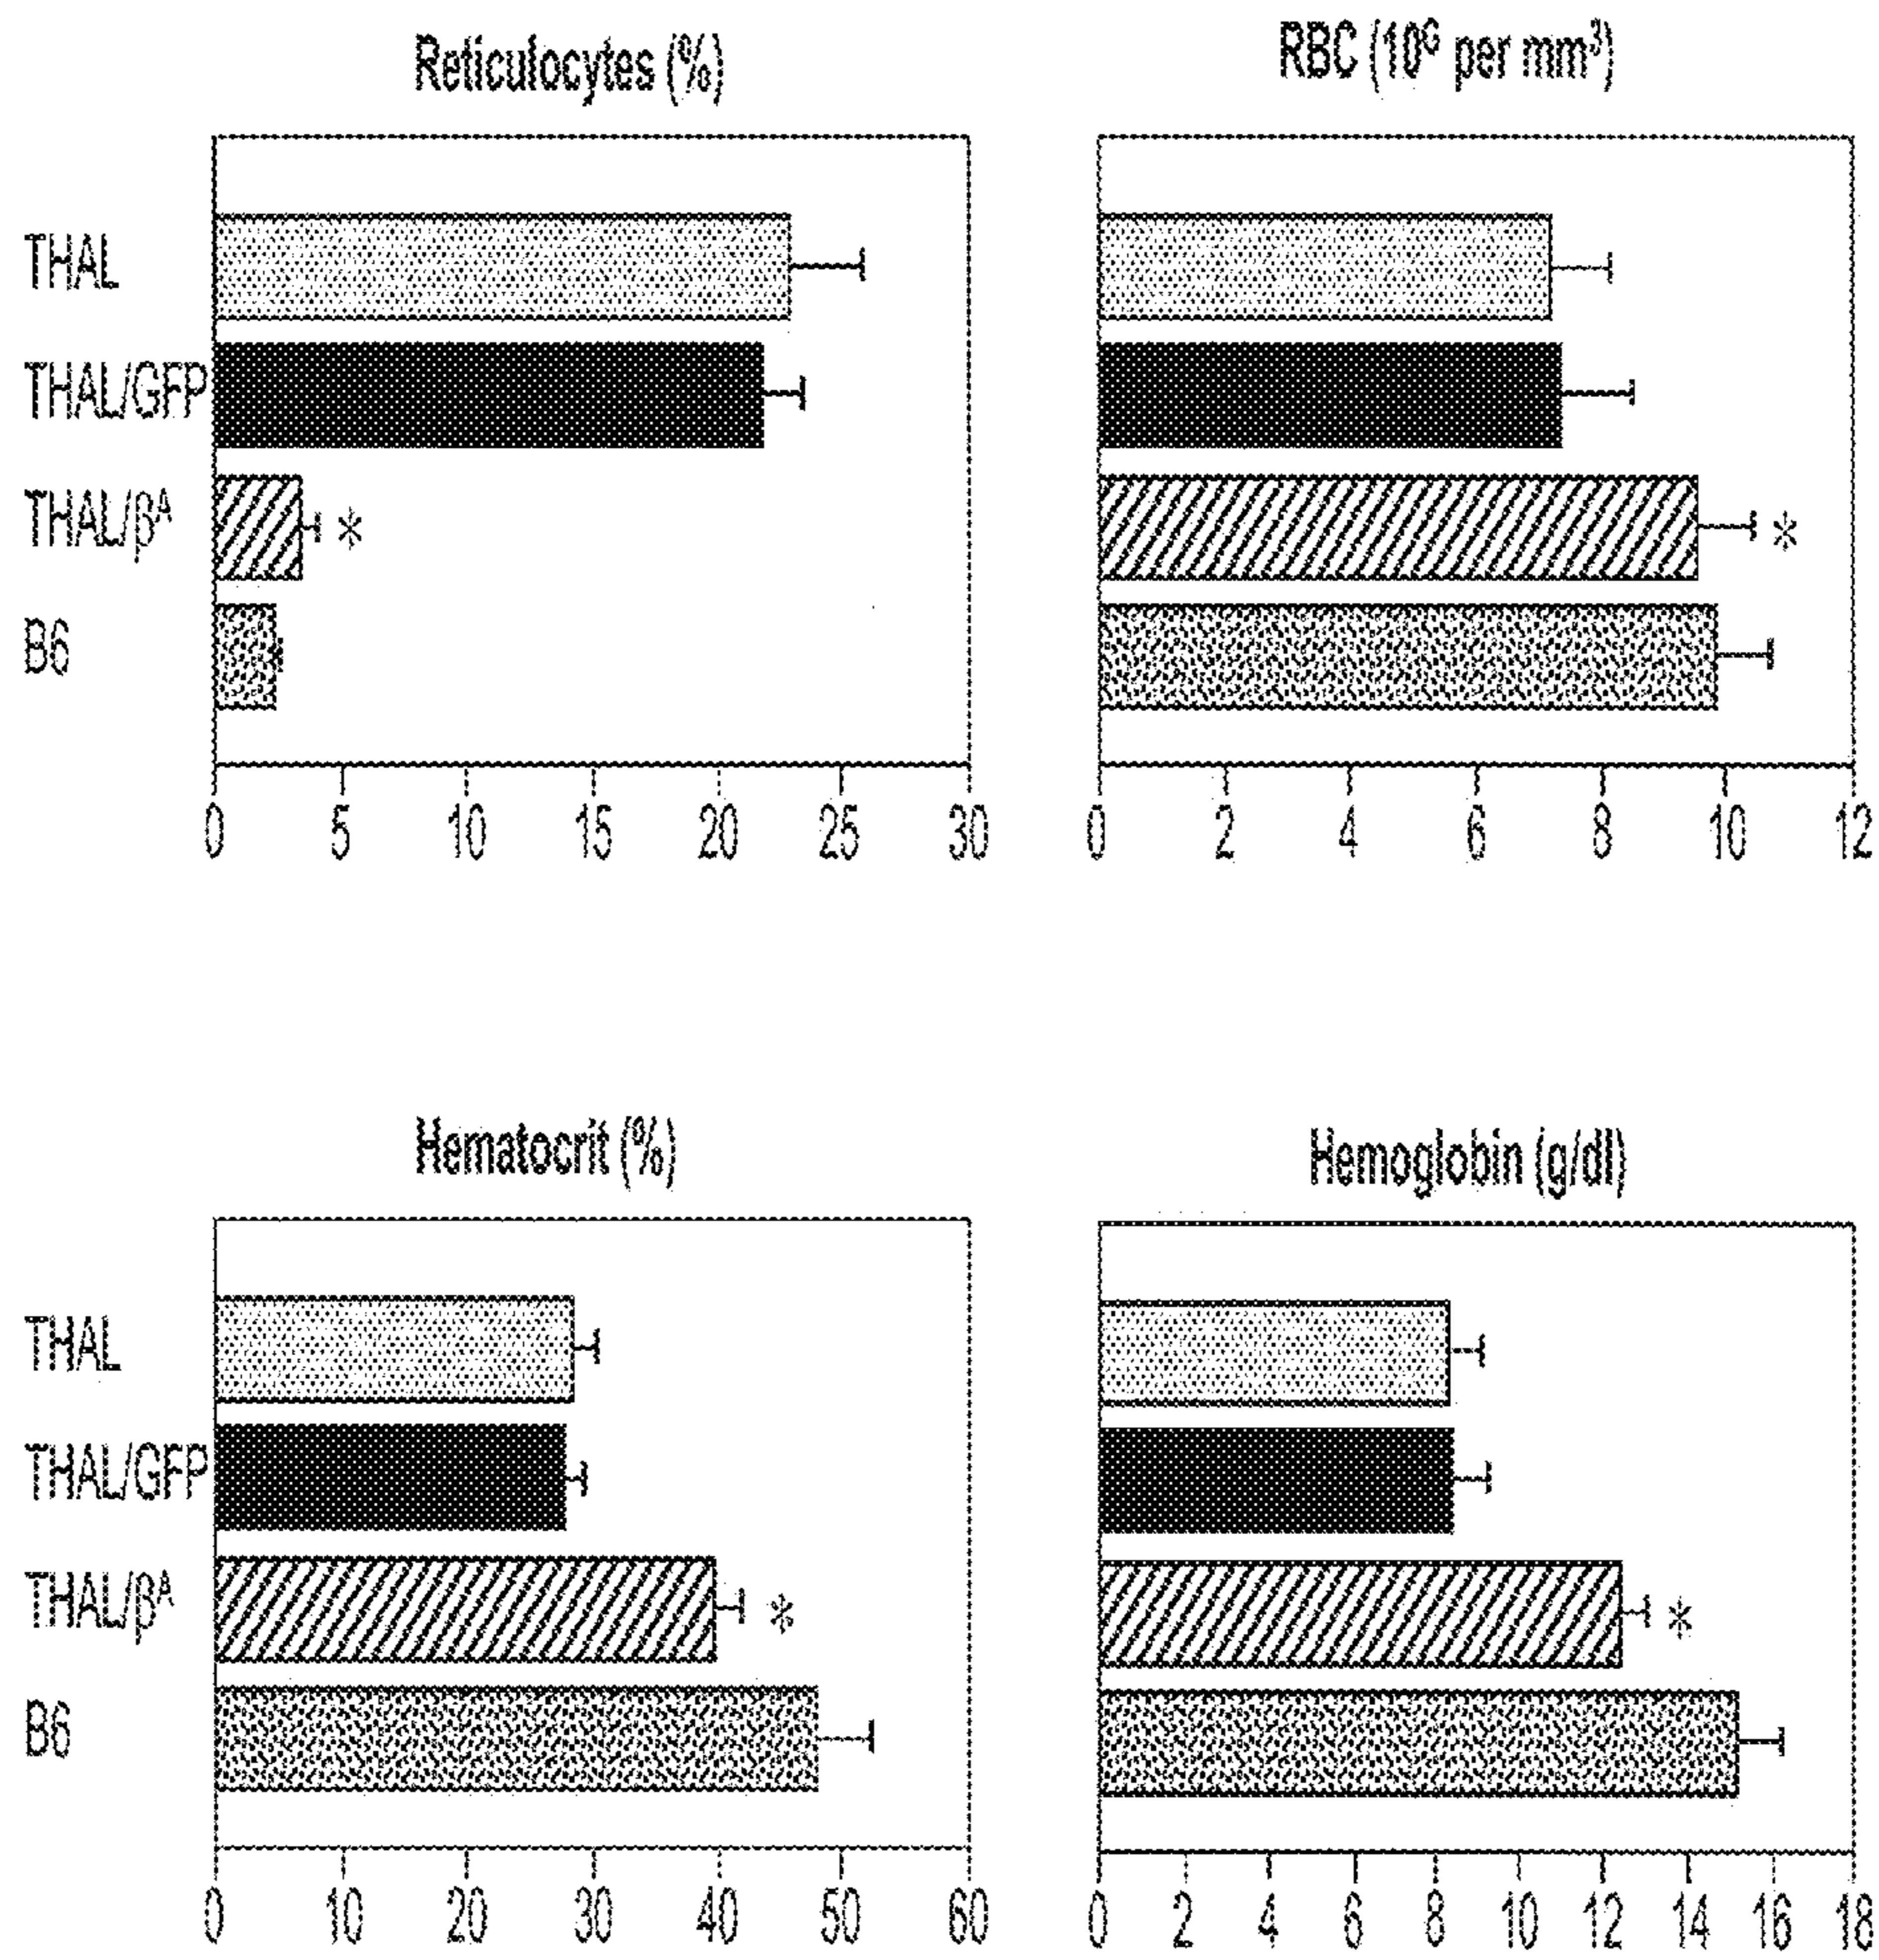 Reticulocytes (%)
RBC (10⁶ per mm³)
THAL
THAL/GFP
THAL/βᴬ
*
*
B6
0 5 10 15 20 25 30
0 2 4 6 8 10 12
Hematocrit (%)
Hemoglobin (g/dl)
THAL
THAL/GFP
THAL/βᴬ
*
*
B6
0 10 20 30 40 50 60
0 2 4 6 8 10 12 14 16 18